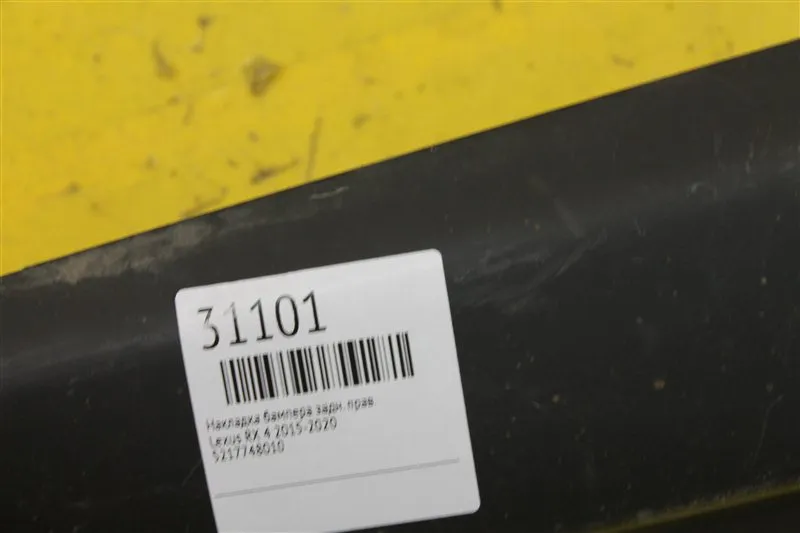 31101
Накладка бампера задн. прав
Lexus RX 4 2015-2020
5217748010